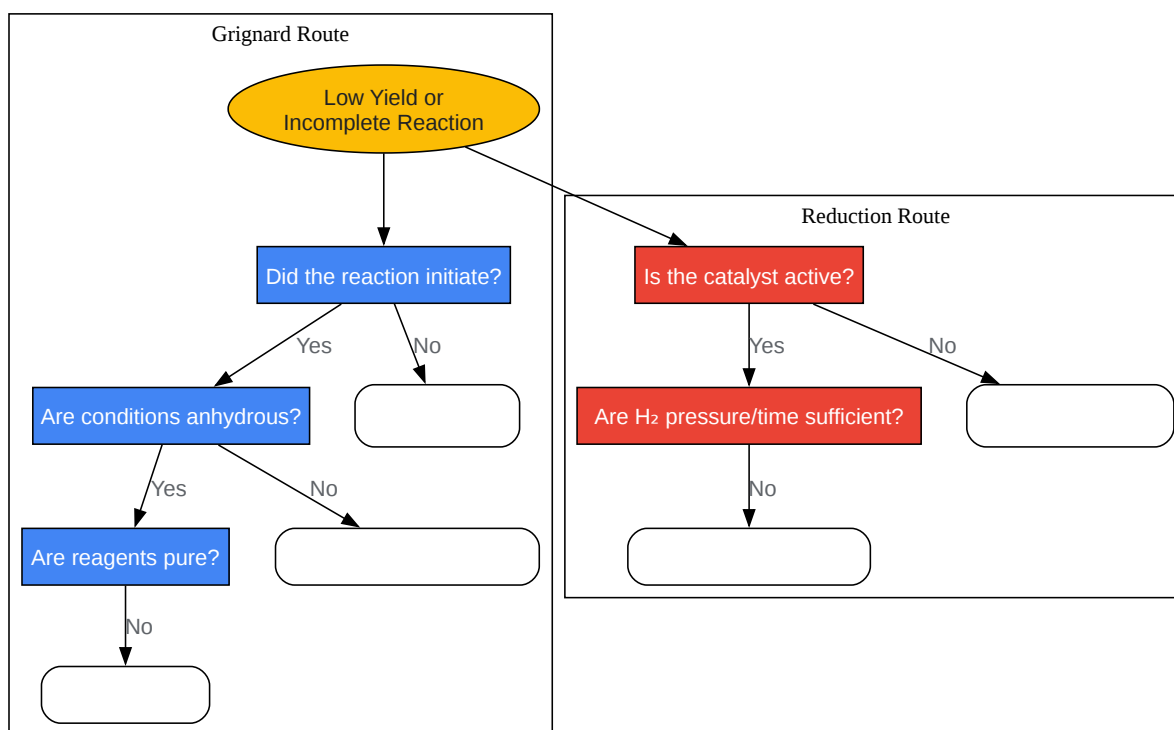 Grignard Route
Low Yield or
Incomplete Reaction
Reduction Route
Did the reaction initiate?
Is the catalyst active?
Yes
No
Yes
No
Are conditions anhydrous?
Are H₂ pressure/time sufficient?
Yes
No
No
Are reagents pure?
No